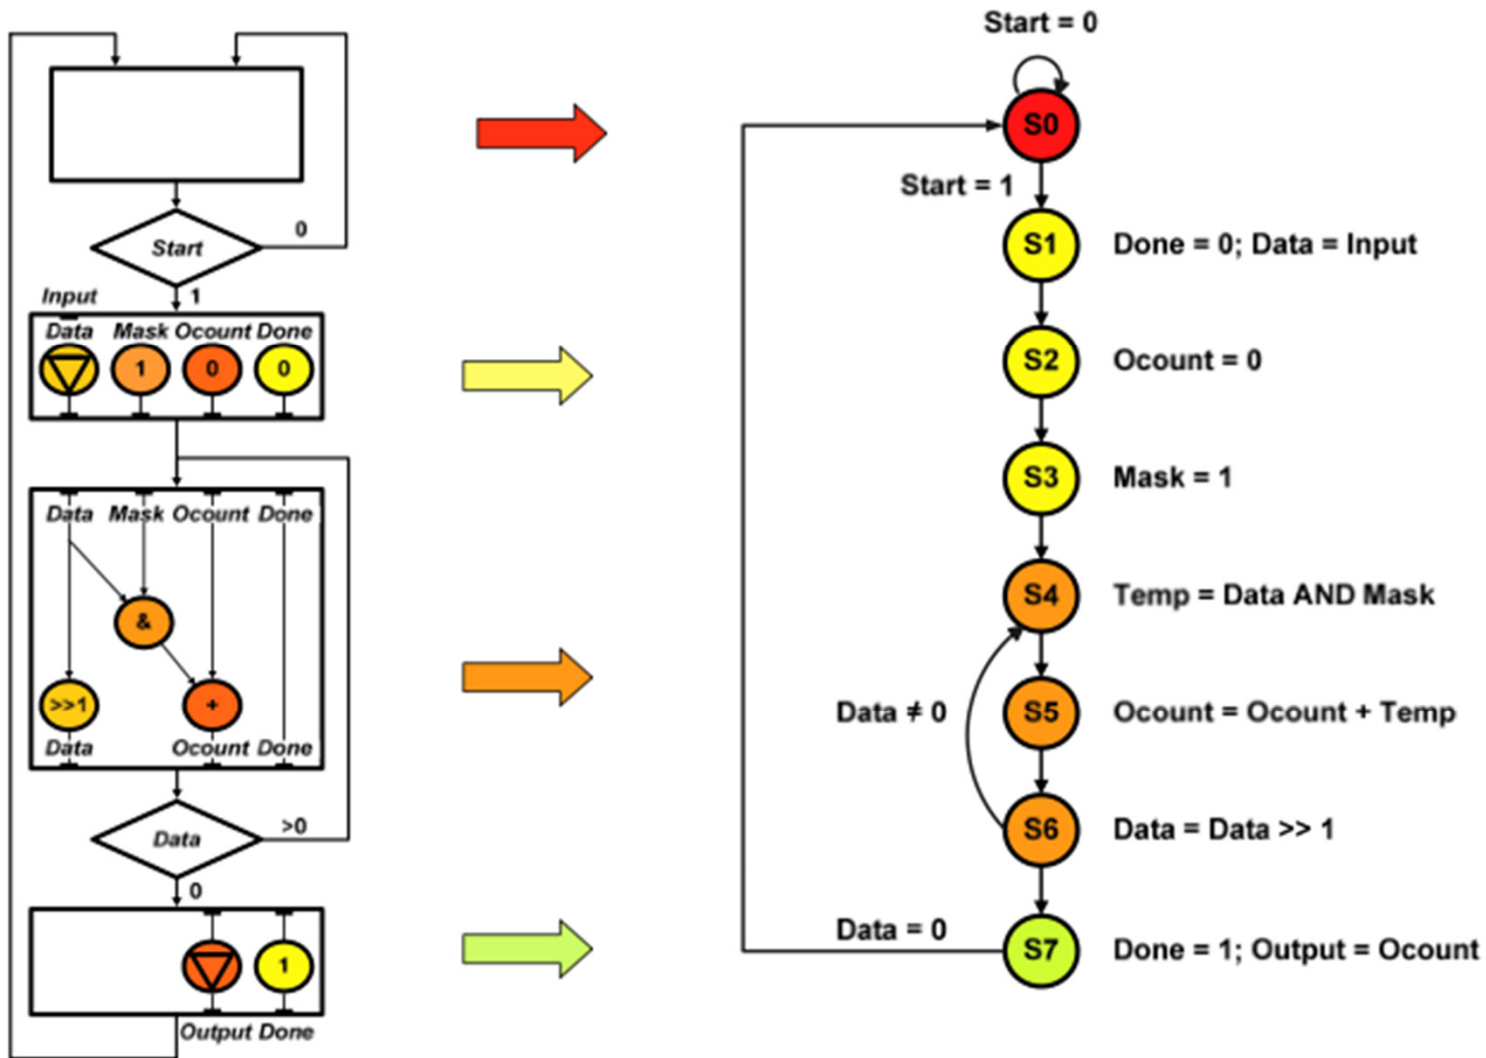 Start
0
1
Input
Data Mask Ocount Done
1 0 0
Data Mask Ocount Done
&
>>1 +
Data Ocount Done
Data
>0
0
1
Output Done
Start = 0
S0
Start = 1
S1 Done = 0; Data = Input
S2 Ocount = 0
S3 Mask = 1
S4 Temp = Data AND Mask
Data ≠ 0
S5 Ocount = Ocount + Temp
S6 Data = Data >> 1
Data = 0
S7 Done = 1; Output = Ocount